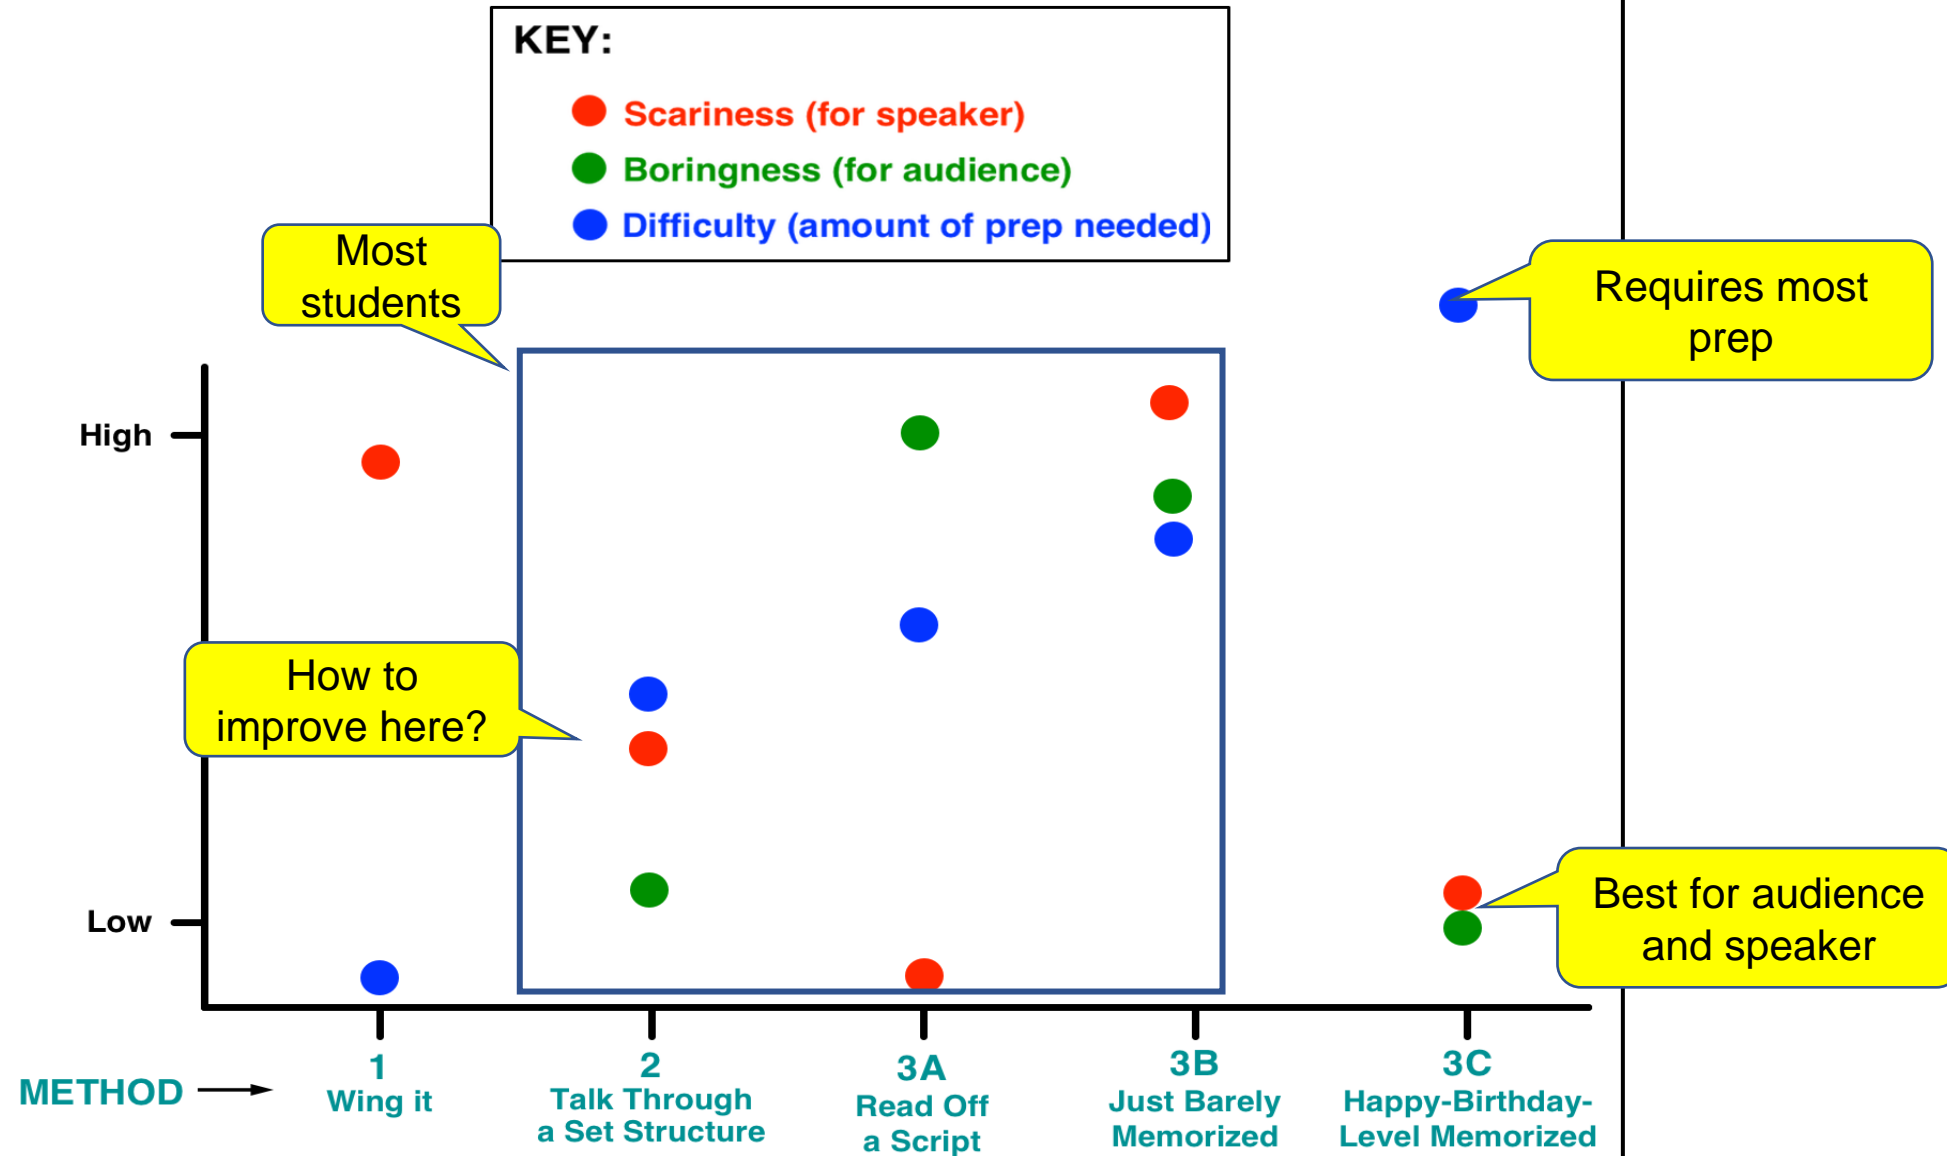 KEY:
Scariness (for speaker)
Boringness (for audience)
Difficulty (amount of prep needed)
Most
students
Requires most
prep
High
How to
improve here?
Low
Best for audience
and speaker
METHOD
1
Wing it
2
Talk Through
a Set Structure
3A
Read Off
a Script
3B
Just Barely
Memorized
3C
Happy-Birthday-
Level Memorized